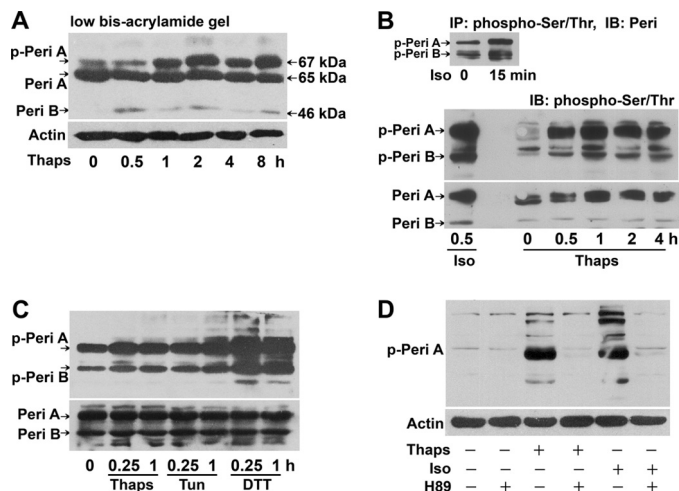 A
low bis-acrylamide gel
p-Peri A
Peri A
Peri B
67 kDa
65 kDa
46 kDa
Actin
Thaps 0 0.5 1 2 4 8 h
B
IP: phospho-Ser/Thr, IB: Peri
p-Peri A
p-Peri B
Iso 0 15 min
IB: phospho-Ser/Thr
p-Peri A
p-Peri B
Peri A
Peri B
0.5 0 0.5 1 2 4 h
Iso Thaps
C
p-Peri A
p-Peri B
Peri A
Peri B
0 0.25 1 0.25 1 0.25 1 h
Thaps Tun DTT
D
p-Peri A
Actin
Thaps − − + + − −
Iso − − − − + +
H89 − + − + − +